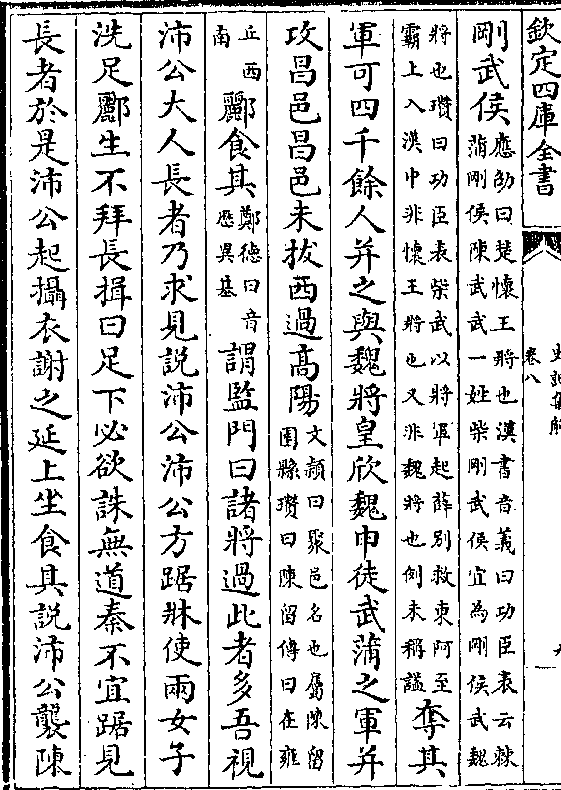 欽定四庫全書
史記集解
卷八
剛武侯應劭曰楚懷王將也漢書音義曰功臣表云棘
蒲剛侯陳武武一姓柴剛武侯宜為剛侯武魏
將也瓚曰功臣表柴武以將軍起薛別救東阿至
霸上入漢中非懷王將也又非魏將也例未稱諡奪其
軍可四千餘人并之與魏將皇欣魏申徒武蒲之軍并
攻昌邑昌邑未拔西過高陽文穎曰聚邑名也屬陳留
圉縣瓚曰陳留傳曰在雍
丘西
南酈食其鄭德曰音
歷異基謂監門曰諸將過此者多吾視
沛公大人長者乃求見說沛公沛公方踞牀使兩女子
洗足酈生不拜長揖曰足下必欲誅無道秦不宜踞見
長者於是沛公起攝衣謝之延上坐食其說沛公襲陳